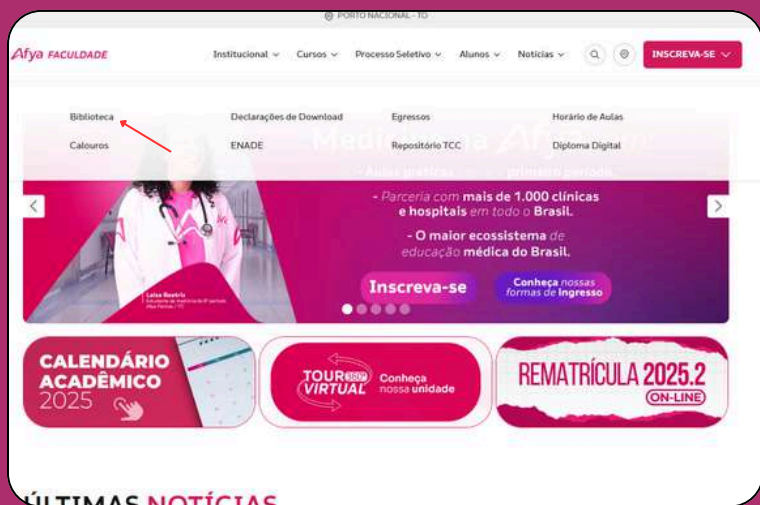 PORTO NACIONAL - TO
Afya FACULDADE
Institucional
Cursos
Processo Seletivo
Alunos
Notícias
INSCREVA-SE
Biblioteca
Declarações de Download
Egressos
Horário de Aulas
Calouros
ENADE
Repositório TCC
Diploma Digital
- Parceria com mais de 1.000 clínicas
e hospitais em todo o Brasil.
- O maior ecossistema de
educação médica do Brasil.
Luísa Beatriz
Inscreva-se
Conheça nossas
formas de Ingresso
CALENDÁRIO
ACADÊMICO
2025
TOUR 360º
VIRTUAL
Conheça
nossa unidade
REMATRÍCULA 2025.2
(ON-LINE)
ÚLTIMAS NOTÍCIAS